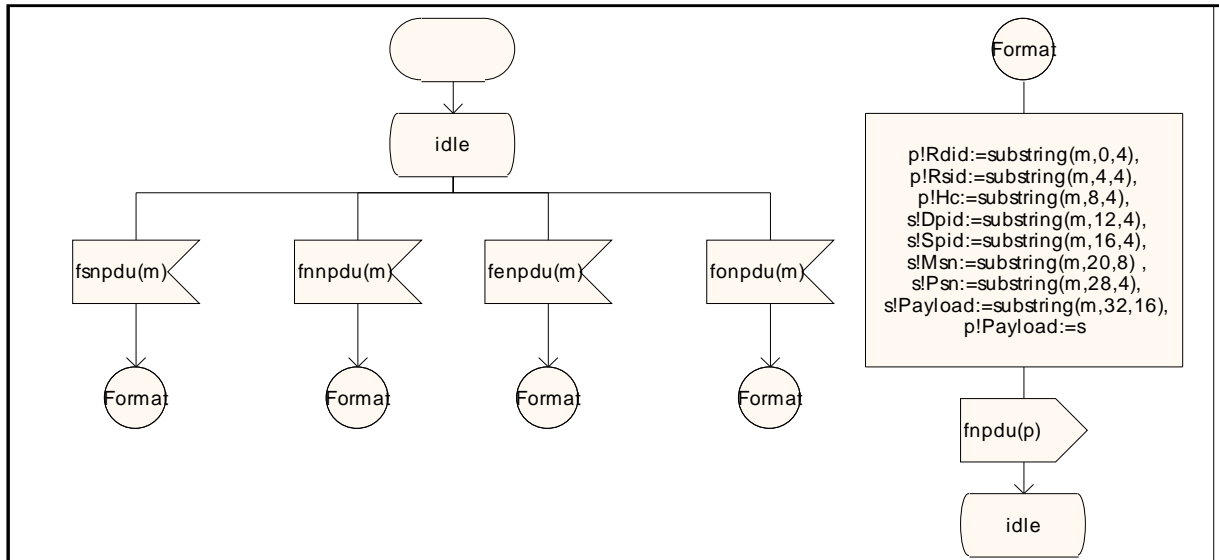 idle
fsnpdu(m)
fnnpdu(m)
fenpdu(m)
fonpdu(m)
Format
Format
Format
Format
Format
p!Rdid:=substring(m,0,4),
p!Rsid:=substring(m,4,4),
p!Hc:=substring(m,8,4),
s!Dpid:=substring(m,12,4),
s!Spid:=substring(m,16,4),
s!Msn:=substring(m,20,8) ,
s!Psn:=substring(m,28,4),
s!Payload:=substring(m,32,16),
p!Payload:=s
fnpdu(p)
idle